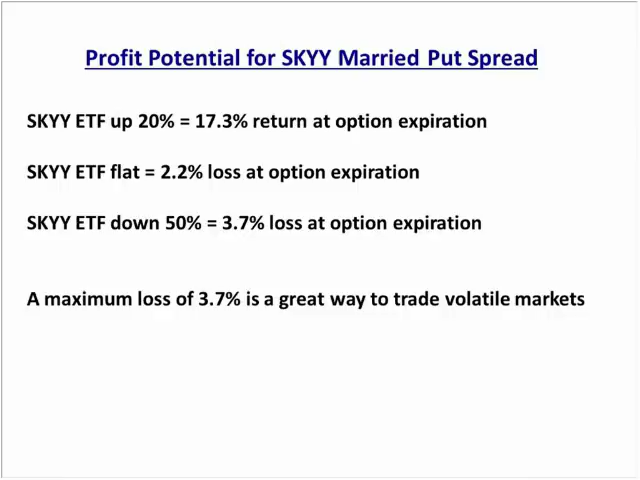 Profit Potential for SKYY Married Put Spread
SKYY ETF up 20% = 17.3% return at option expiration
SKYY ETF flat = 2.2% loss at option expiration
SKYY ETF down 50% = 3.7% loss at option expiration
A maximum loss of 3.7% is a great way to trade volatile markets